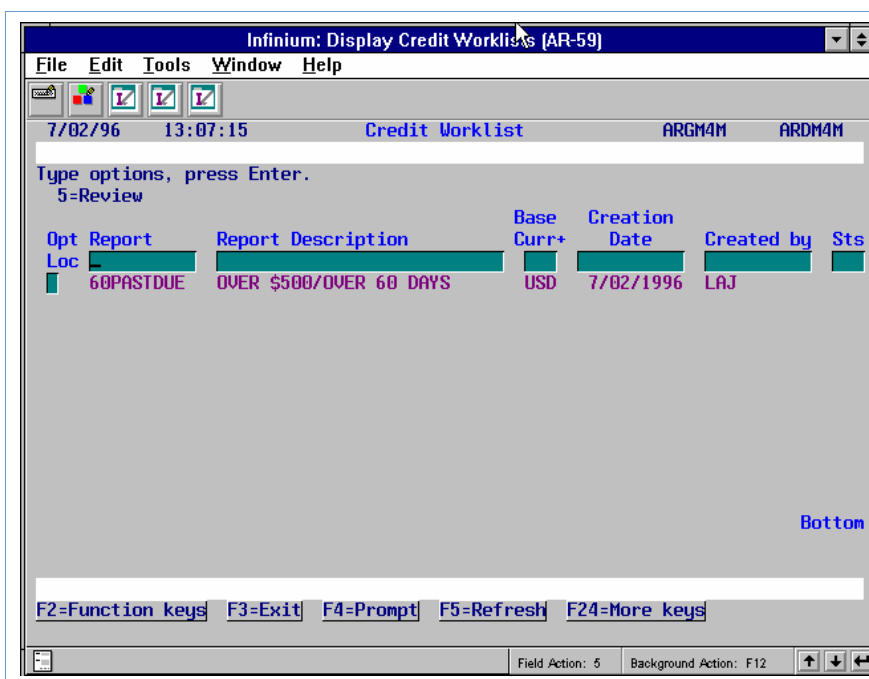 Infinium: Display Credit Worklists (AR-59)
File Edit Tools Window Help
7/02/96 13:07:15 Credit Worklist ARGM4M ARDM4M
Type options, press Enter.
5=Review
Base Creation
Opt Report Report Description Curr+ Date Created by Sts
Loc
60PASTDUE OVER $500/OVER 60 DAYS USD 7/02/1996 LAJ
Bottom
F2=Function keys F3=Exit F4=Prompt F5=Refresh F24=More keys
Field Action: 5 Background Action: F12